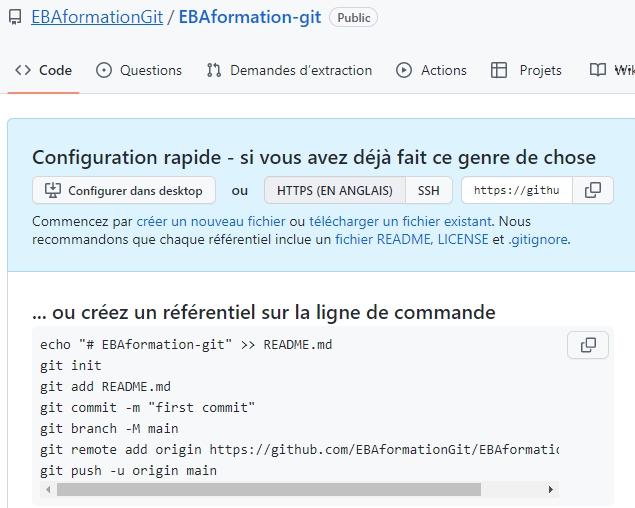 EBAformationGit / EBAformation-git Public
Code Questions Demandes d'extraction Actions Projets
Configuration rapide - si vous avez déjà fait ce genre de chose
Configurer dans desktop ou HTTPS (EN ANGLAIS) SSH https://githu
Commencez par créer un nouveau fichier ou télécharger un fichier existant. Nous
recommandons que chaque référentiel inclue un fichier README, LICENSE et .gitignore.
... ou créez un référentiel sur la ligne de commande
echo "# EBAformation-git" >> README.md
git init
git add README.md
git commit -m "first commit"
git branch -M main
git remote add origin https://github.com/EBAformationGit/EBAformatio
git push -u origin main